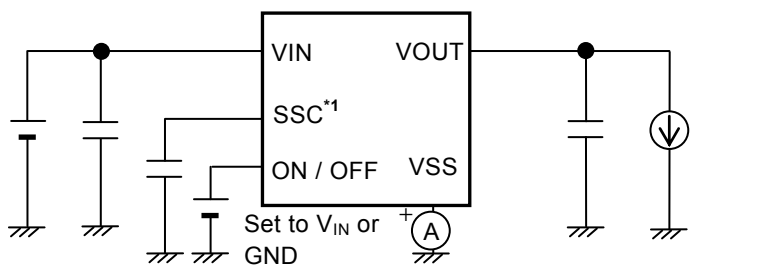 VIN VOUT
SSC*1
ON / OFF VSS
Set to VIN or
GND
+
A